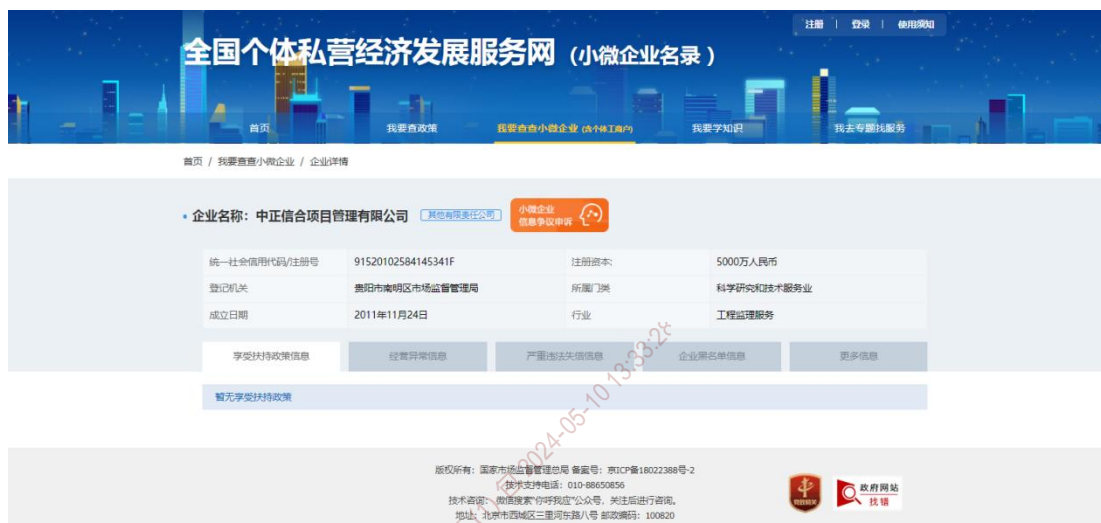 注册 | 登录 | 使用须知
全国个体私营经济发展服务网 （小微企业名录）
首页 我要查政策 我要查查小微企业 (含个体工商户) 我要学知识 我去专题找服务
首页 / 我要查查小微企业 / 企业详情
• 企业名称：中正信合项目管理有限公司 其他有限责任公司 小微企业
信息争议申诉
统一社会信用代码/注册号 91520102584145341F 注册资本: 5000万人民币
登记机关 贵阳市南明区市场监督管理局 所属门类 科学研究和技术服务业
成立日期 2011年11月24日 行业 工程监理服务
享受扶持政策信息 经营异常信息 严重违法失信信息 企业黑名单信息 更多信息
暂无享受扶持政策
2024-05-10 13:33:28
版权所有：国家市场监督管理总局 备案号：京ICP备18022388号-2
技术支持电话：010-88650856
技术咨询：微信搜索“你呼我应”公众号，关注后进行咨询。
地址：北京市西城区三里河东路八号 邮政编码：100820
党政机关
政府网站
找错